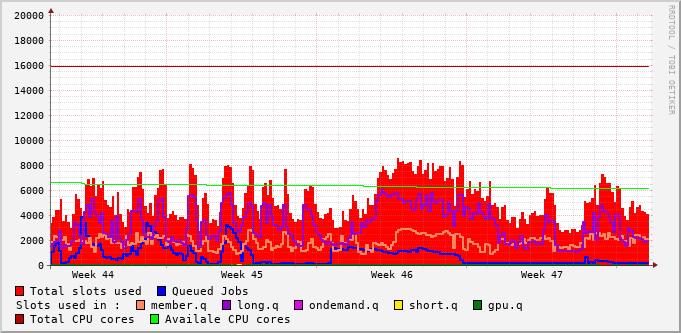 20000
18000
16000
14000
12000
10000
8000
6000
4000
2000
0
Week 44 Week 45 Week 46 Week 47
RRDTOOL / TOBI OETIKER
Total slots used Queued Jobs
Slots used in : member.q long.q ondemand.q short.q gpu.q
Total CPU cores Availale CPU cores